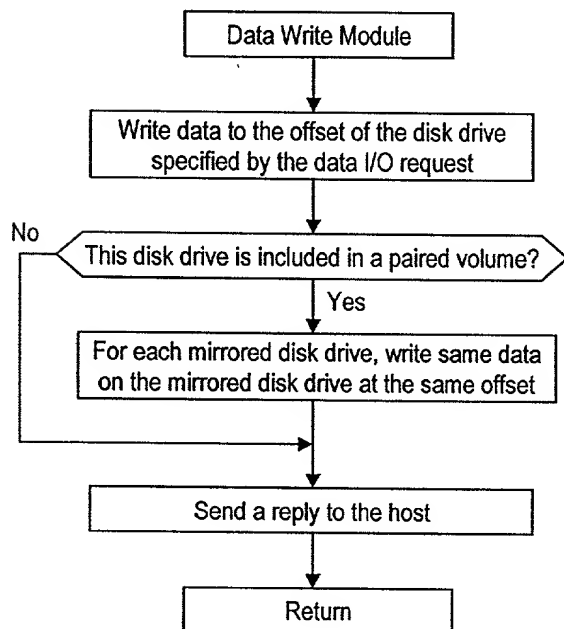 Data Write Module
Write data to the offset of the disk drive
specified by the data I/O request
No
This disk drive is included in a paired volume?
Yes
For each mirrored disk drive, write same data
on the mirrored disk drive at the same offset
Send a reply to the host
Return